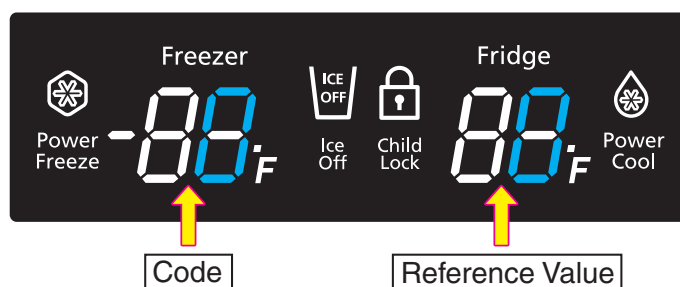 Freezer
Fridge
ICE
OFF
-88°F
88°F
Power
Freeze
Ice
Off
Child
Lock
Power
Cool
Code
Reference Value